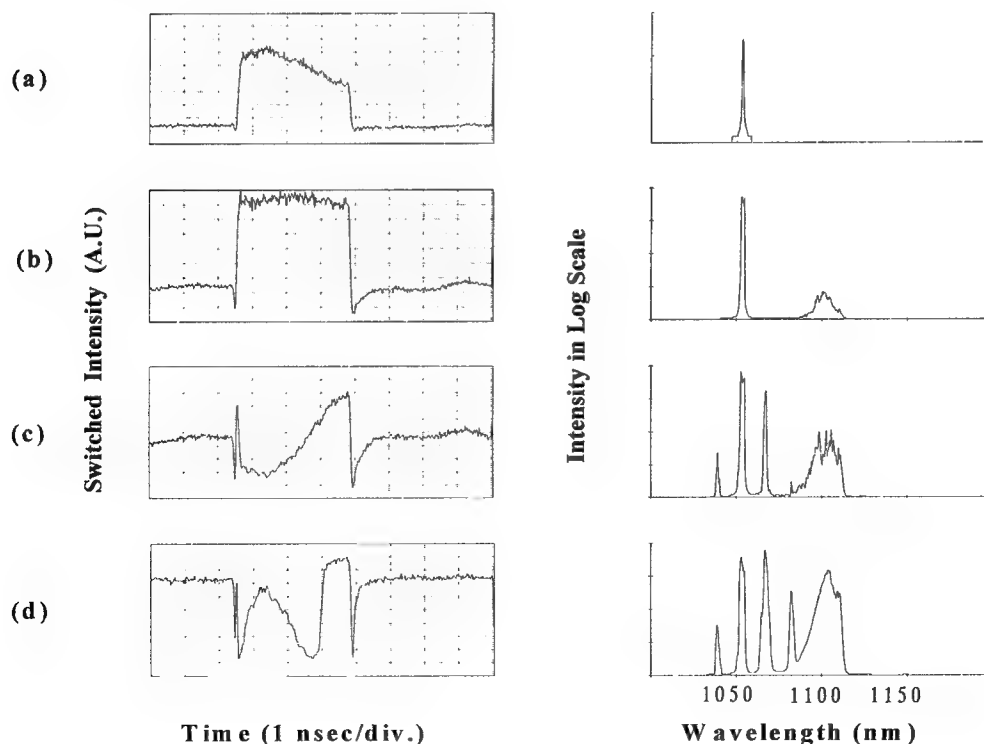 (a)
(b)
(c)
(d)
Switched Intensity (A.U.)
Time (1 nsec/div.)
Intensity in Log Scale
1050 1100 1150
Wavelength (nm)